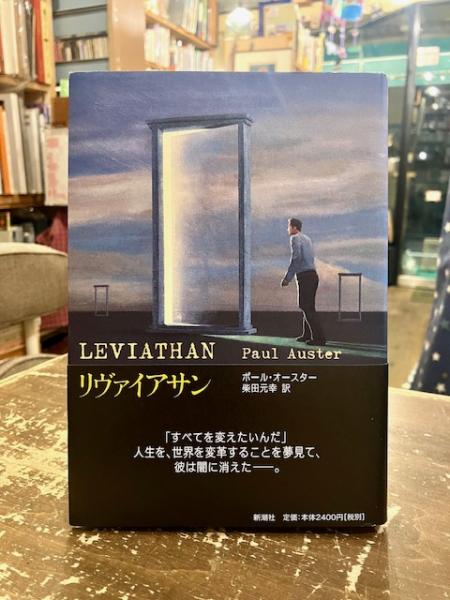 LEVIATHAN Paul Auster
リヴァイアサン
ポール・オースター
柴田元幸 訳
「すべてを変えたいんだ」
人生を、世界を変革することを夢見て、
彼は闇に消えた――。
新潮社 定価:本体2400円[税別]